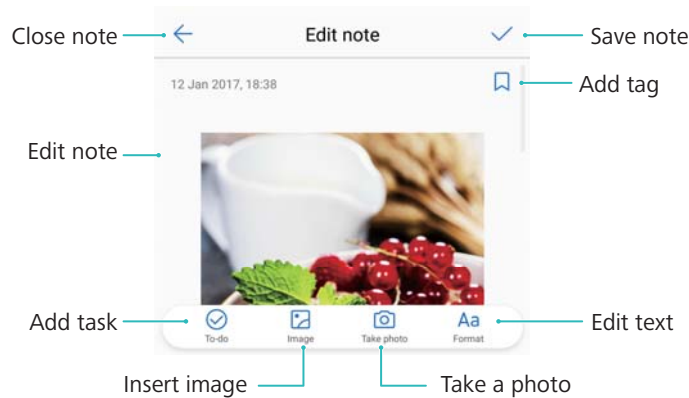 Close note
Edit note
Save note
12 Jan 2017, 18:38
Add tag
Edit note
Add task
To-do
Image
Take photo
Aa
Format
Edit text
Insert image
Take a photo